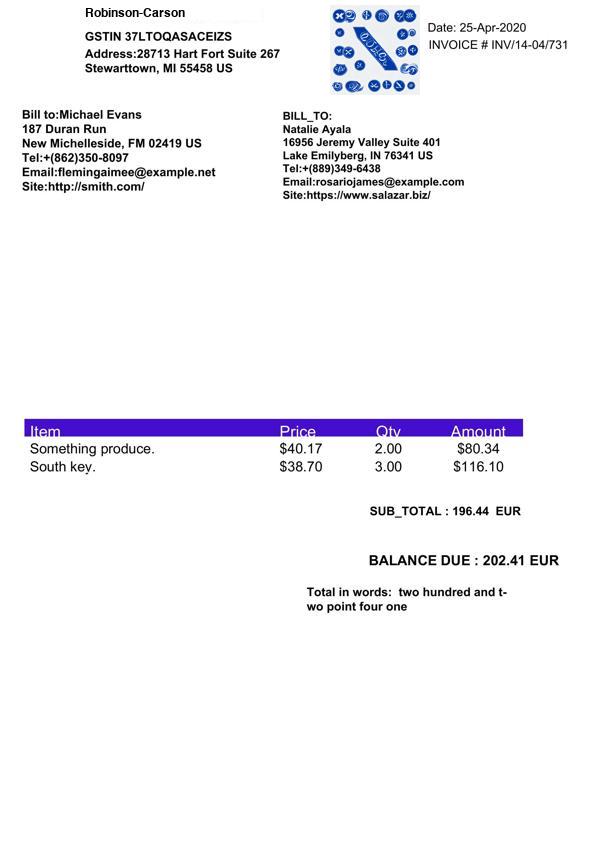 Robinson-Carson
GSTIN 37LTOQASACEIZS
Address:28713 Hart Fort Suite 267
Stewarttown, MI 55458 US
Date: 25-Apr-2020
INVOICE # INV/14-04/731
Bill to:Michael Evans
187 Duran Run
New Michelleside, FM 02419 US
Tel:+(862)350-8097
Email:flemingaimee@example.net
Site:http://smith.com/
BILL_TO:
Natalie Ayala
16956 Jeremy Valley Suite 401
Lake Emilyberg, IN 76341 US
Tel:+(889)349-6438
Email:rosariojames@example.com
Site:https://www.salazar.biz/
Item Price Qty Amount
Something produce. $40.17 2.00 $80.34
South key. $38.70 3.00 $116.10
SUB_TOTAL : 196.44 EUR
BALANCE DUE : 202.41 EUR
Total in words: two hundred and t-
wo point four one